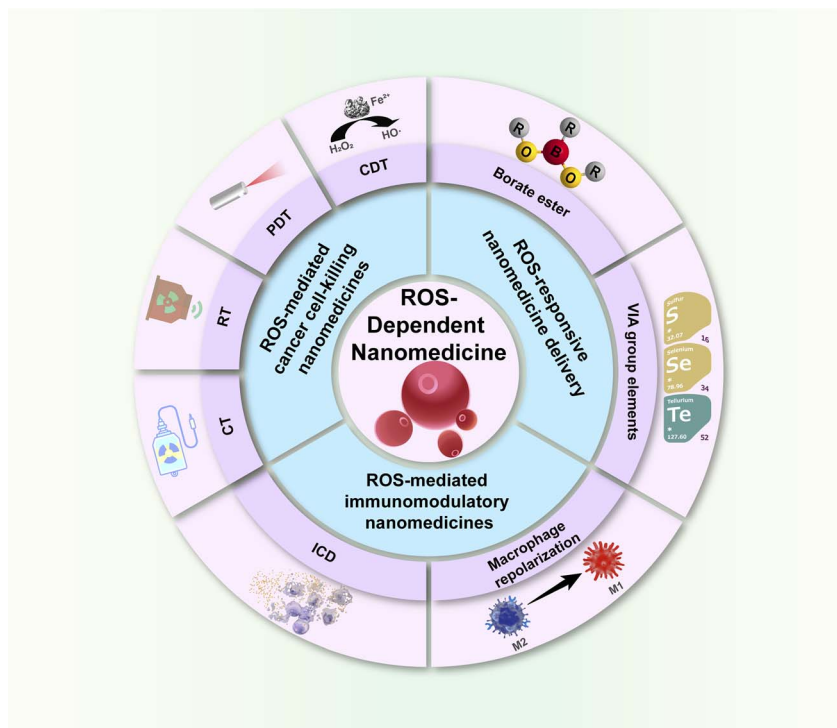 ROS-
Dependent
Nanomedicine
ROS-mediated
cancer cell-killing
nanomedicines
ROS-responsive
nanomedicine delivery
ROS-mediated
immunomodulatory
nanomedicines
CDT
Fe²⁺
H₂O₂
HO·
PDT
RT
CT
ICD
Macrophage
repolarization
M2
M1
VIA group elements
Sulfur
S
32.07
16
Selenium
Se
78.96
34
Tellurium
Te
127.60
52
Borate ester
R
R
O
B
O
R